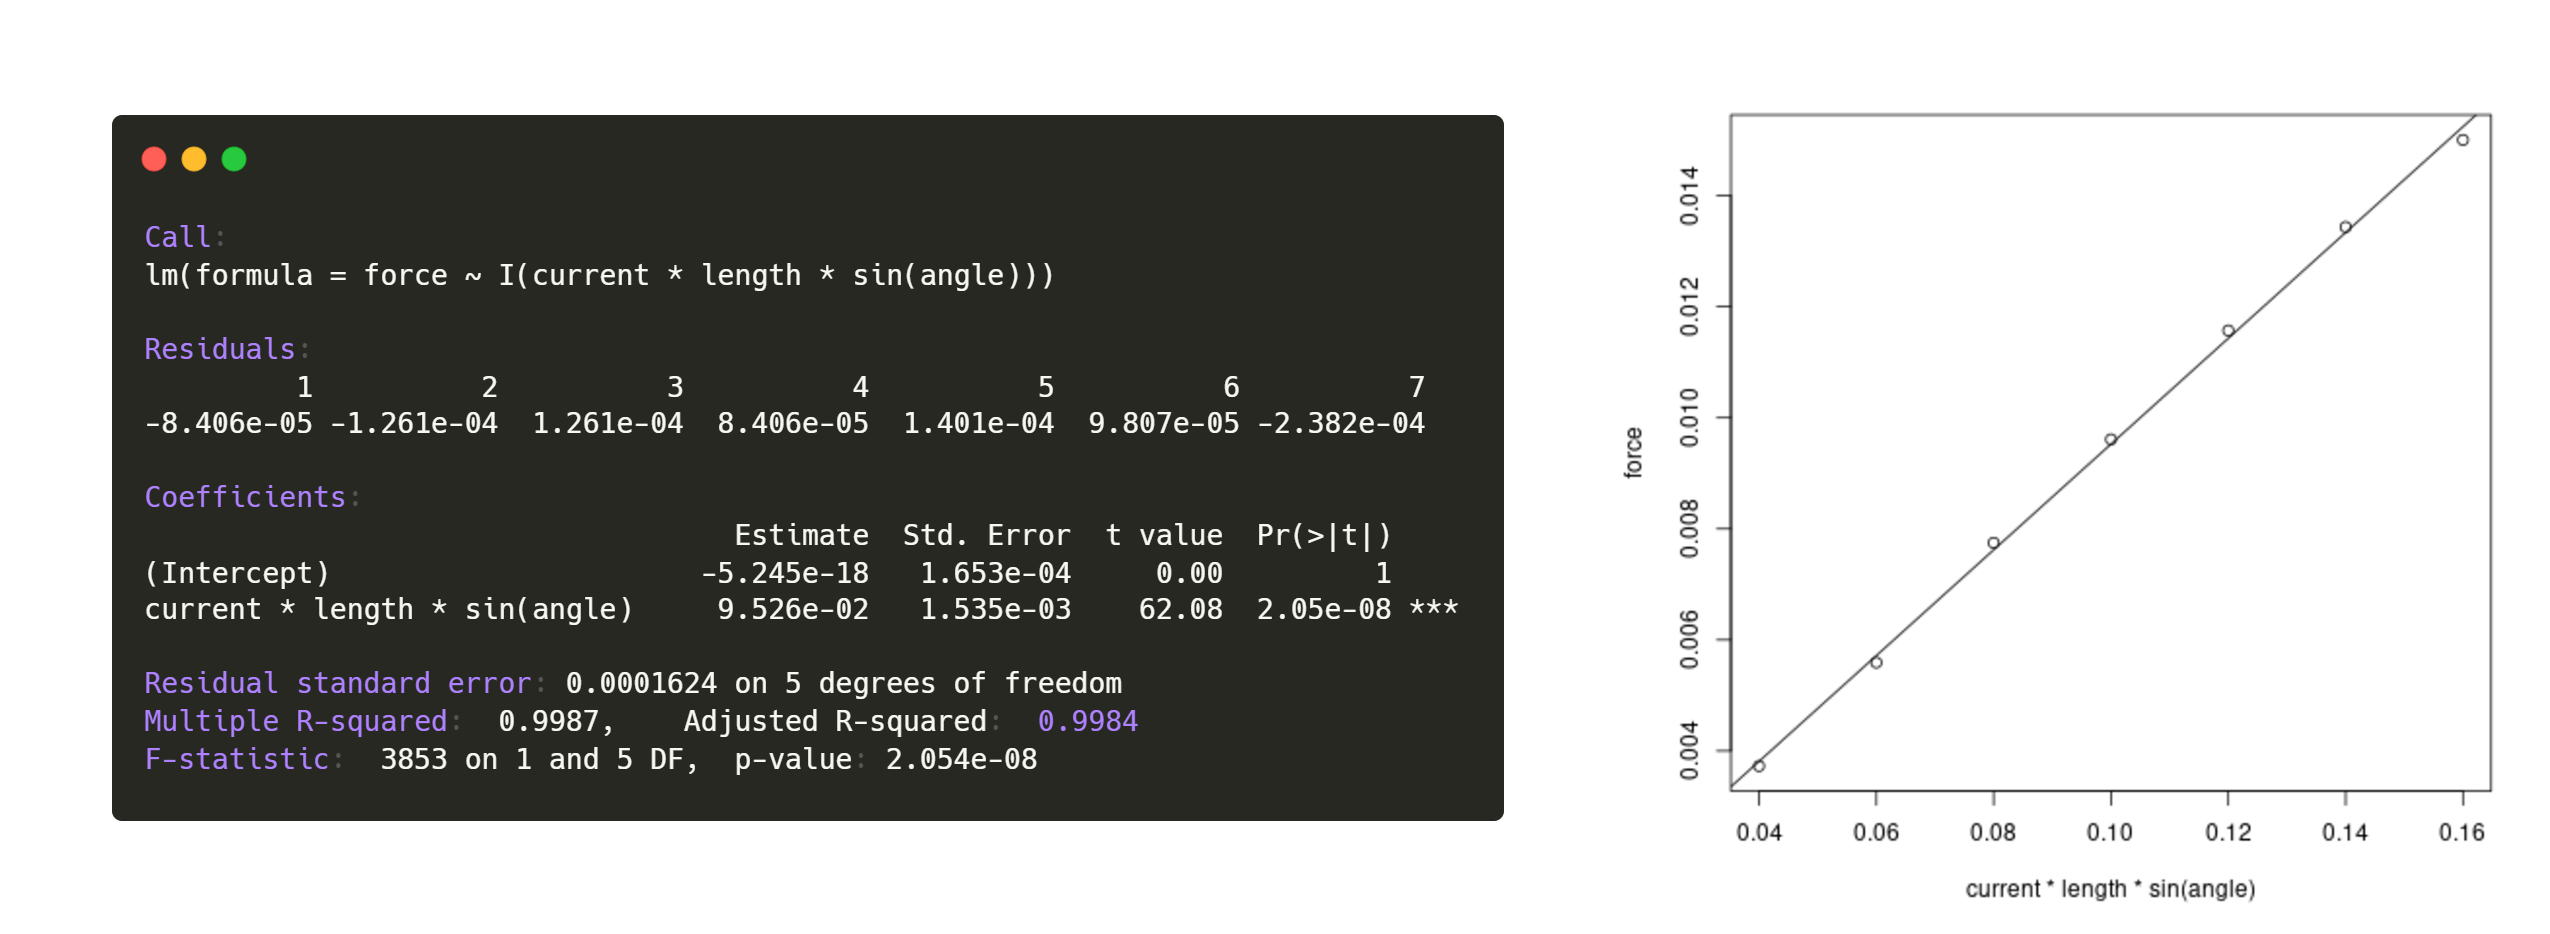 Call:
lm(formula = force ~ I(current * length * sin(angle)))
Residuals:
1 2 3 4 5 6 7
-8.406e-05 -1.261e-04 1.261e-04 8.406e-05 1.401e-04 9.807e-05 -2.382e-04
Coefficients:
Estimate Std. Error t value Pr(>|t|)
(Intercept) -5.245e-18 1.653e-04 0.00 1
current * length * sin(angle) 9.526e-02 1.535e-03 62.08 2.05e-08 ***
Residual standard error: 0.0001624 on 5 degrees of freedom
Multiple R-squared: 0.9987, Adjusted R-squared: 0.9984
F-statistic: 3853 on 1 and 5 DF, p-value: 2.054e-08
force
0.014
0.012
0.010
0.008
0.006
0.004
0.04 0.06 0.08 0.10 0.12 0.14 0.16
current * length * sin(angle)